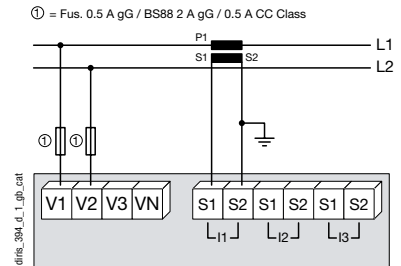 ① = Fus. 0.5 A gG / BS88 2 A gG / 0.5 A CC Class
P1
L1
S1 S2
L2
① ①
V1 V2 V3 VN S1 S2 S1 S2 S1 S2
I1 I2 I3
diris_394_d_1_gb_cat